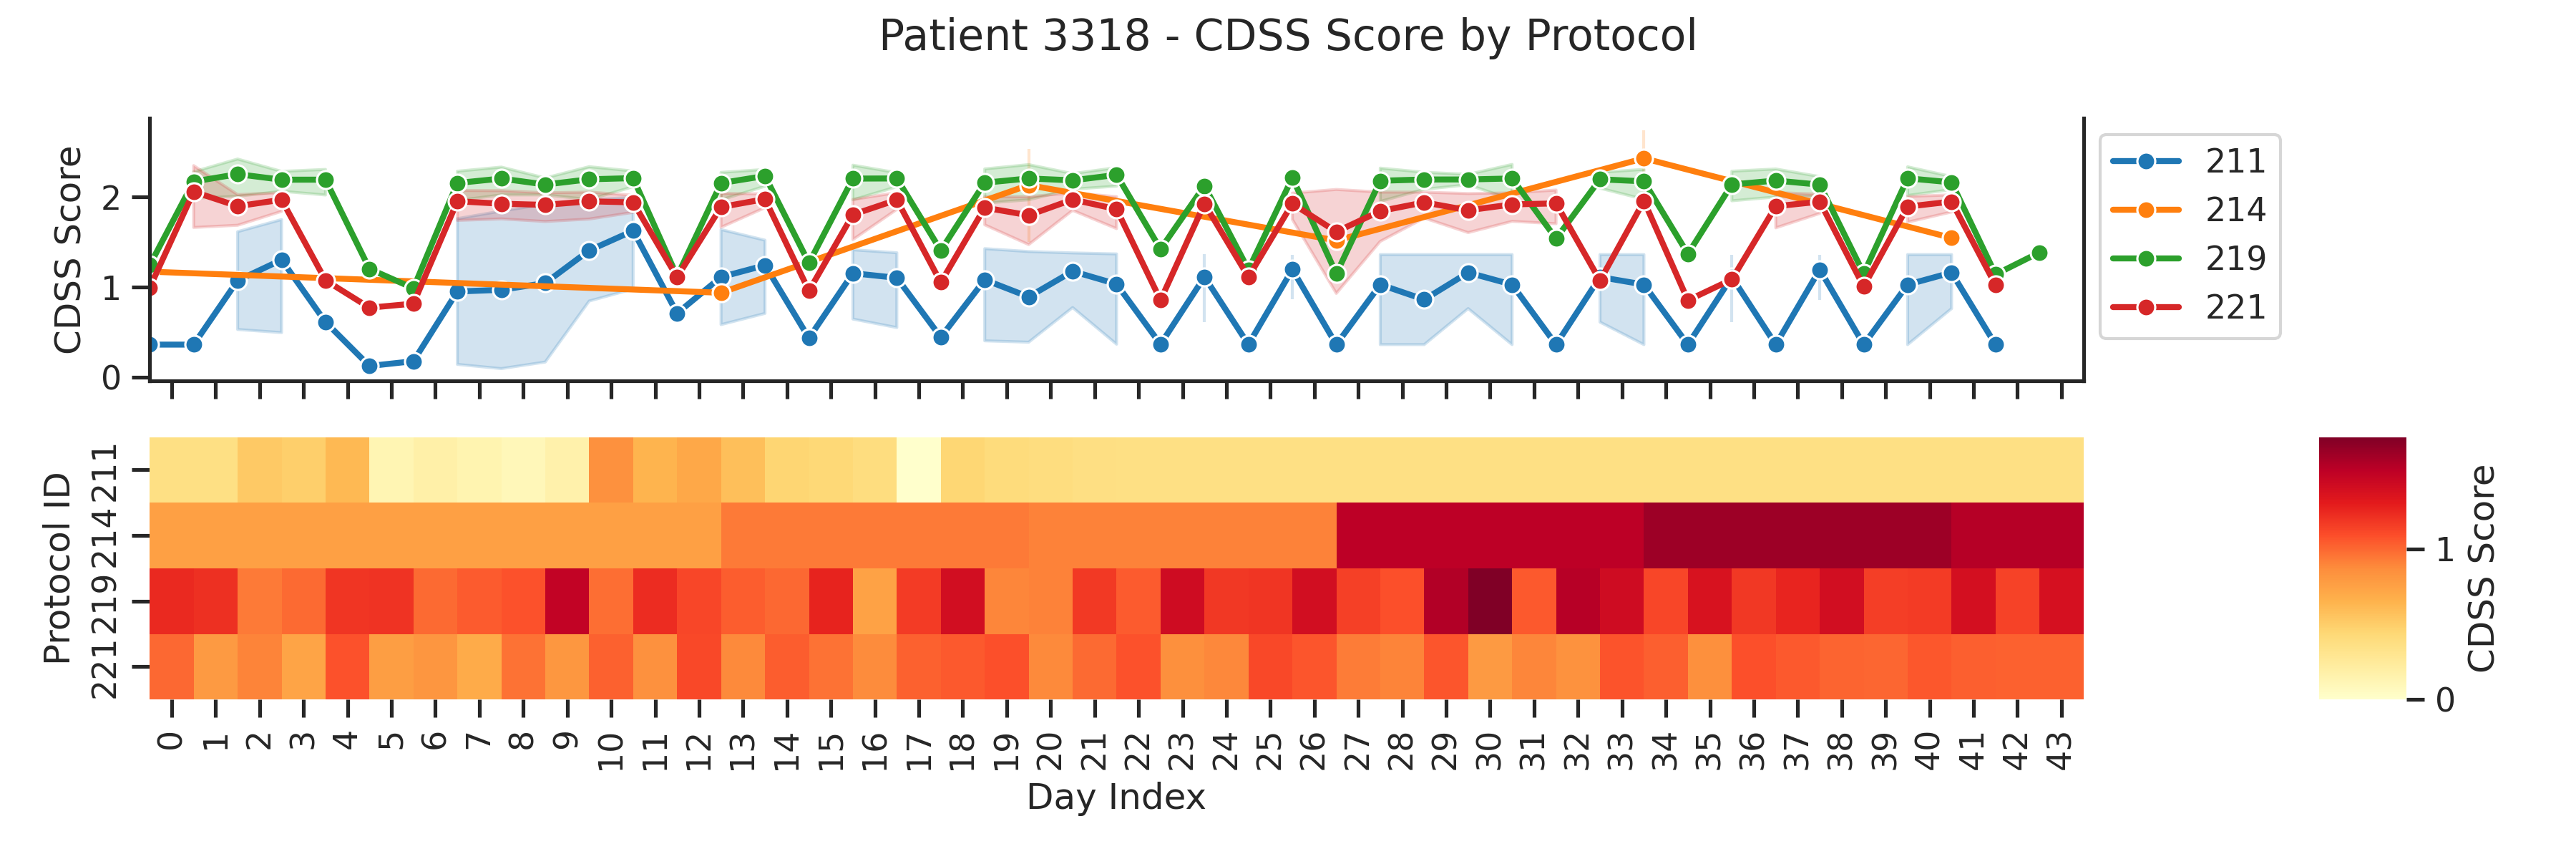 Patient 3318 - CDSS Score by Protocol
CDSS Score
2
1
0
211
214
219
221
Protocol ID
211
214
219
221
0 1 2 3 4 5 6 7 8 9 10 11 12 13 14 15 16 17 18 19 20 21 22 23 24 25 26 27 28 29 30 31 32 33 34 35 36 37 38 39 40 41 42 43
Day Index
1
0
CDSS Score